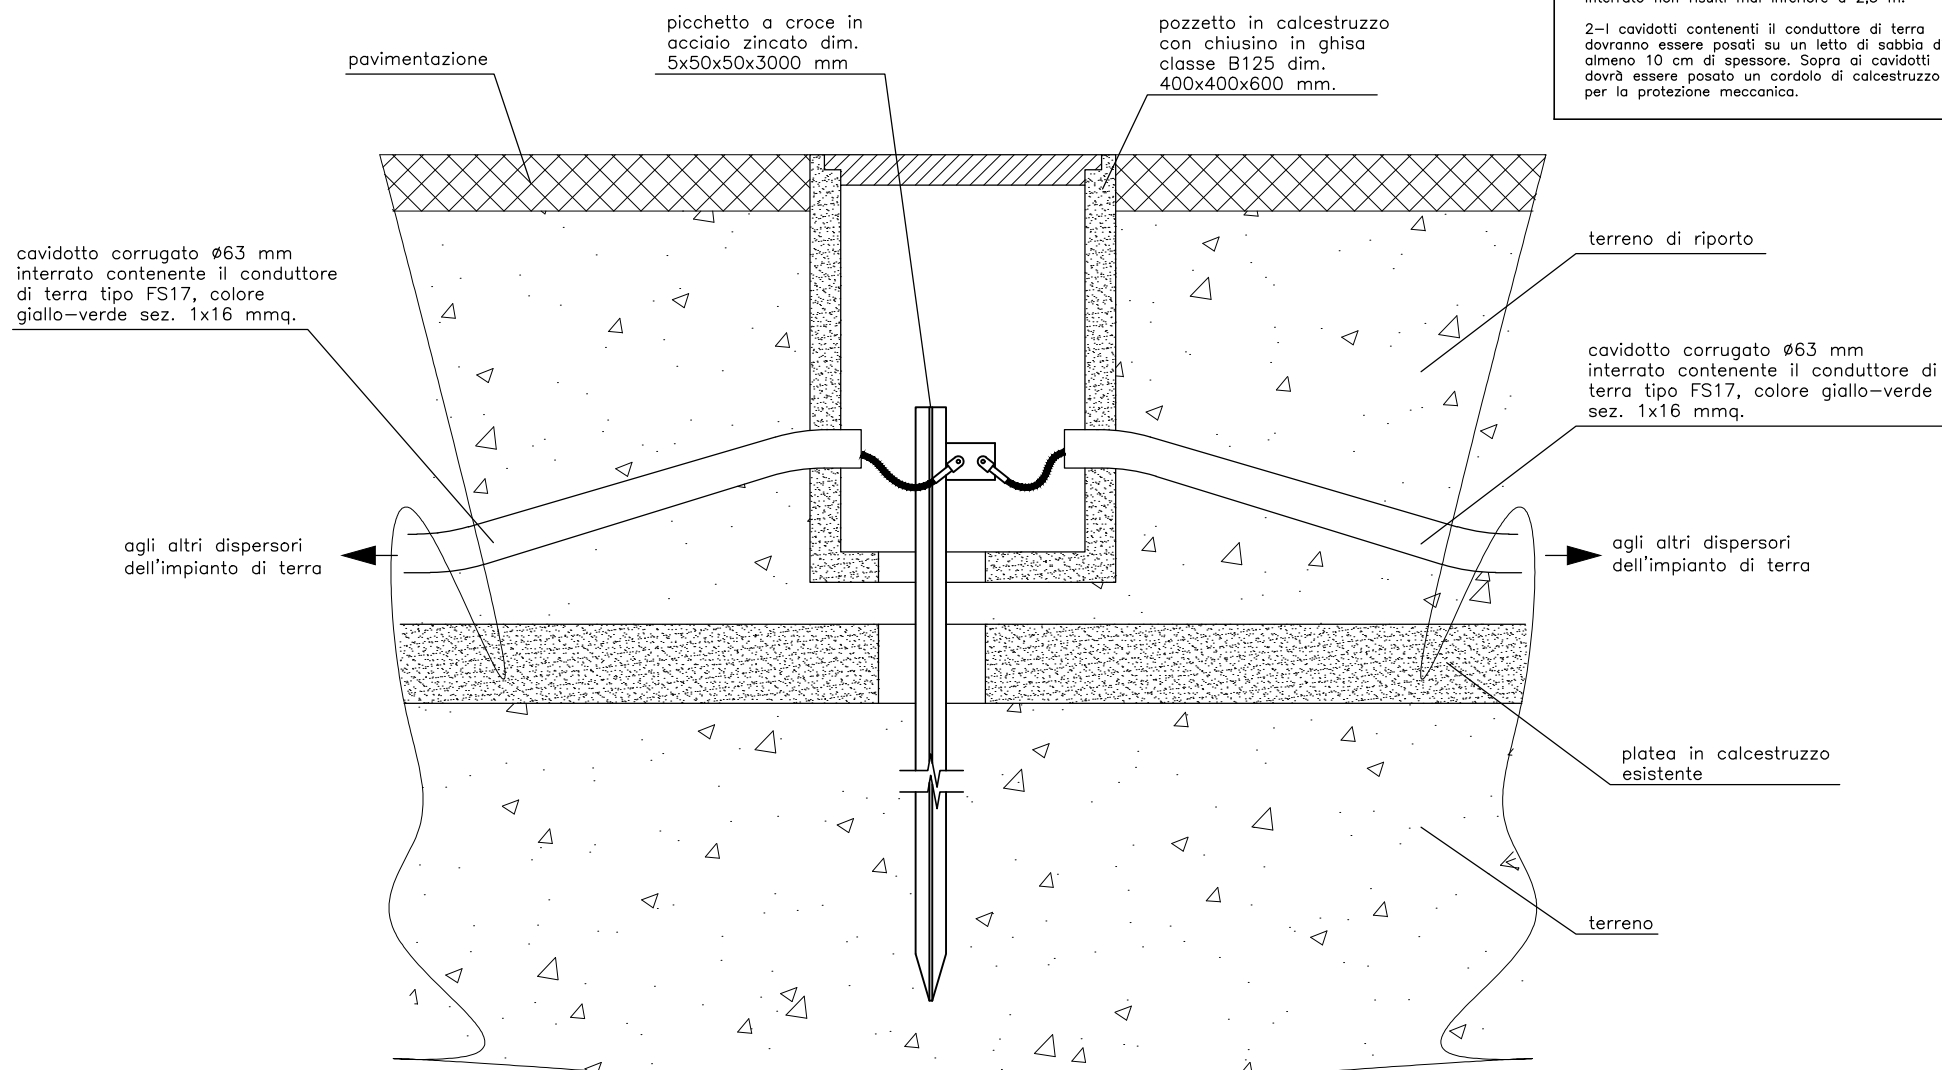 picchetto a croce in
acciaio zincato dim.
5x50x50x3000 mm
pozzetto in calcestruzzo
con chiusino in ghisa
classe B125 dim.
400x400x600 mm.
interrato non risulti mai inferiore a 2,5 m.
2-I cavidotti contenenti il conduttore di terra
dovranno essere posati su un letto di sabbia d
almeno 10 cm di spessore. Sopra ai cavidotti
dovrà essere posato un cordolo di calcestruzzo
per la protezione meccanica.
pavimentazione
cavidotto corrugato ø63 mm
interrato contenente il conduttore
di terra tipo FS17, colore
giallo-verde sez. 1x16 mmq.
terreno di riporto
cavidotto corrugato ø63 mm
interrato contenente il conduttore di
terra tipo FS17, colore giallo-verde
sez. 1x16 mmq.
agli altri dispersori
dell'impianto di terra
agli altri dispersori
dell'impianto di terra
platea in calcestruzzo
esistente
terreno